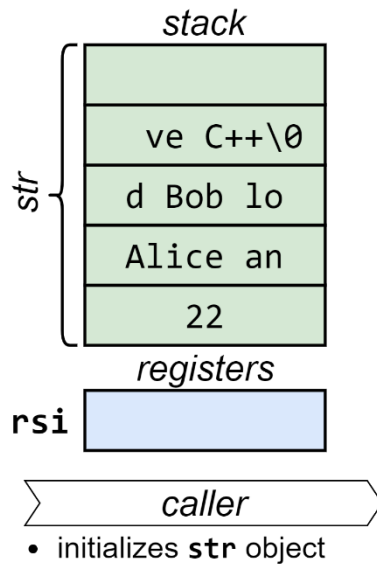 stack
str
ve C++\0
d Bob lo
Alice an
22
registers
rsi
caller
• initializes str object